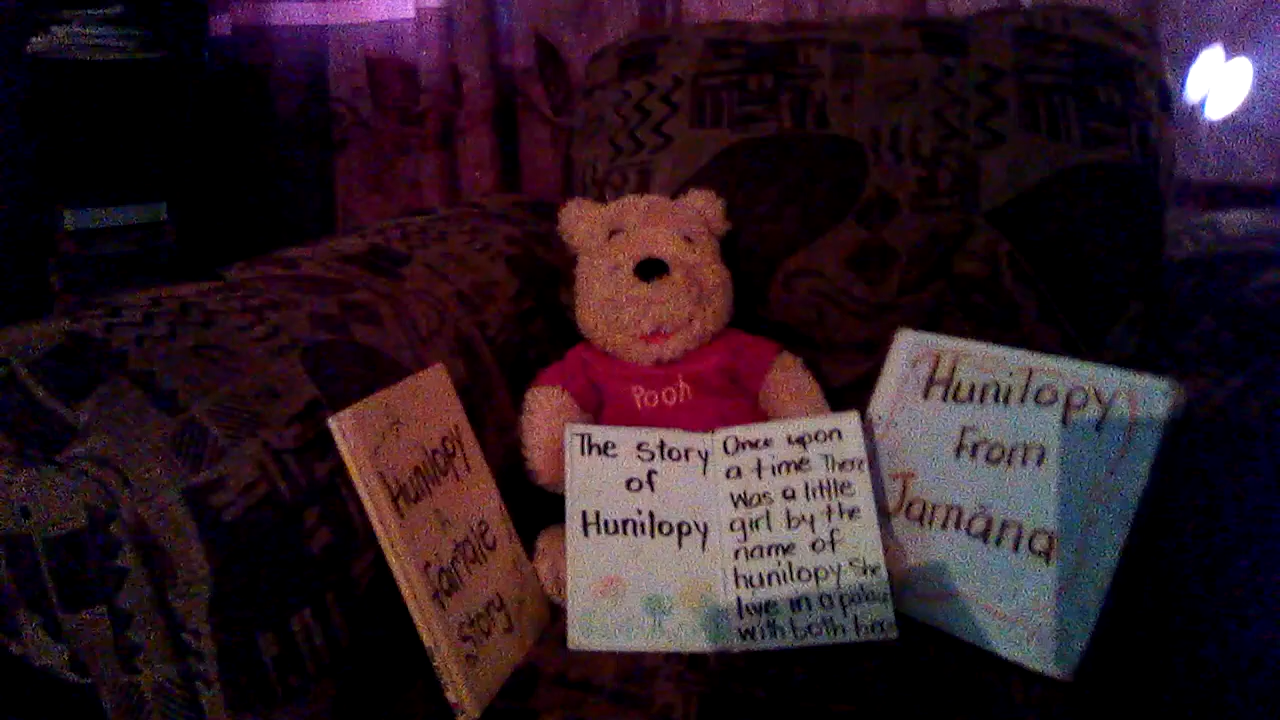 Pooh
Hunilopy
A
fairtale
story
The story
of
Hunilopy
Once upon
a time There
was a little
girl by the
name of
hunilopy She
live in a palace
with both
Hunilopy
From
Jamana